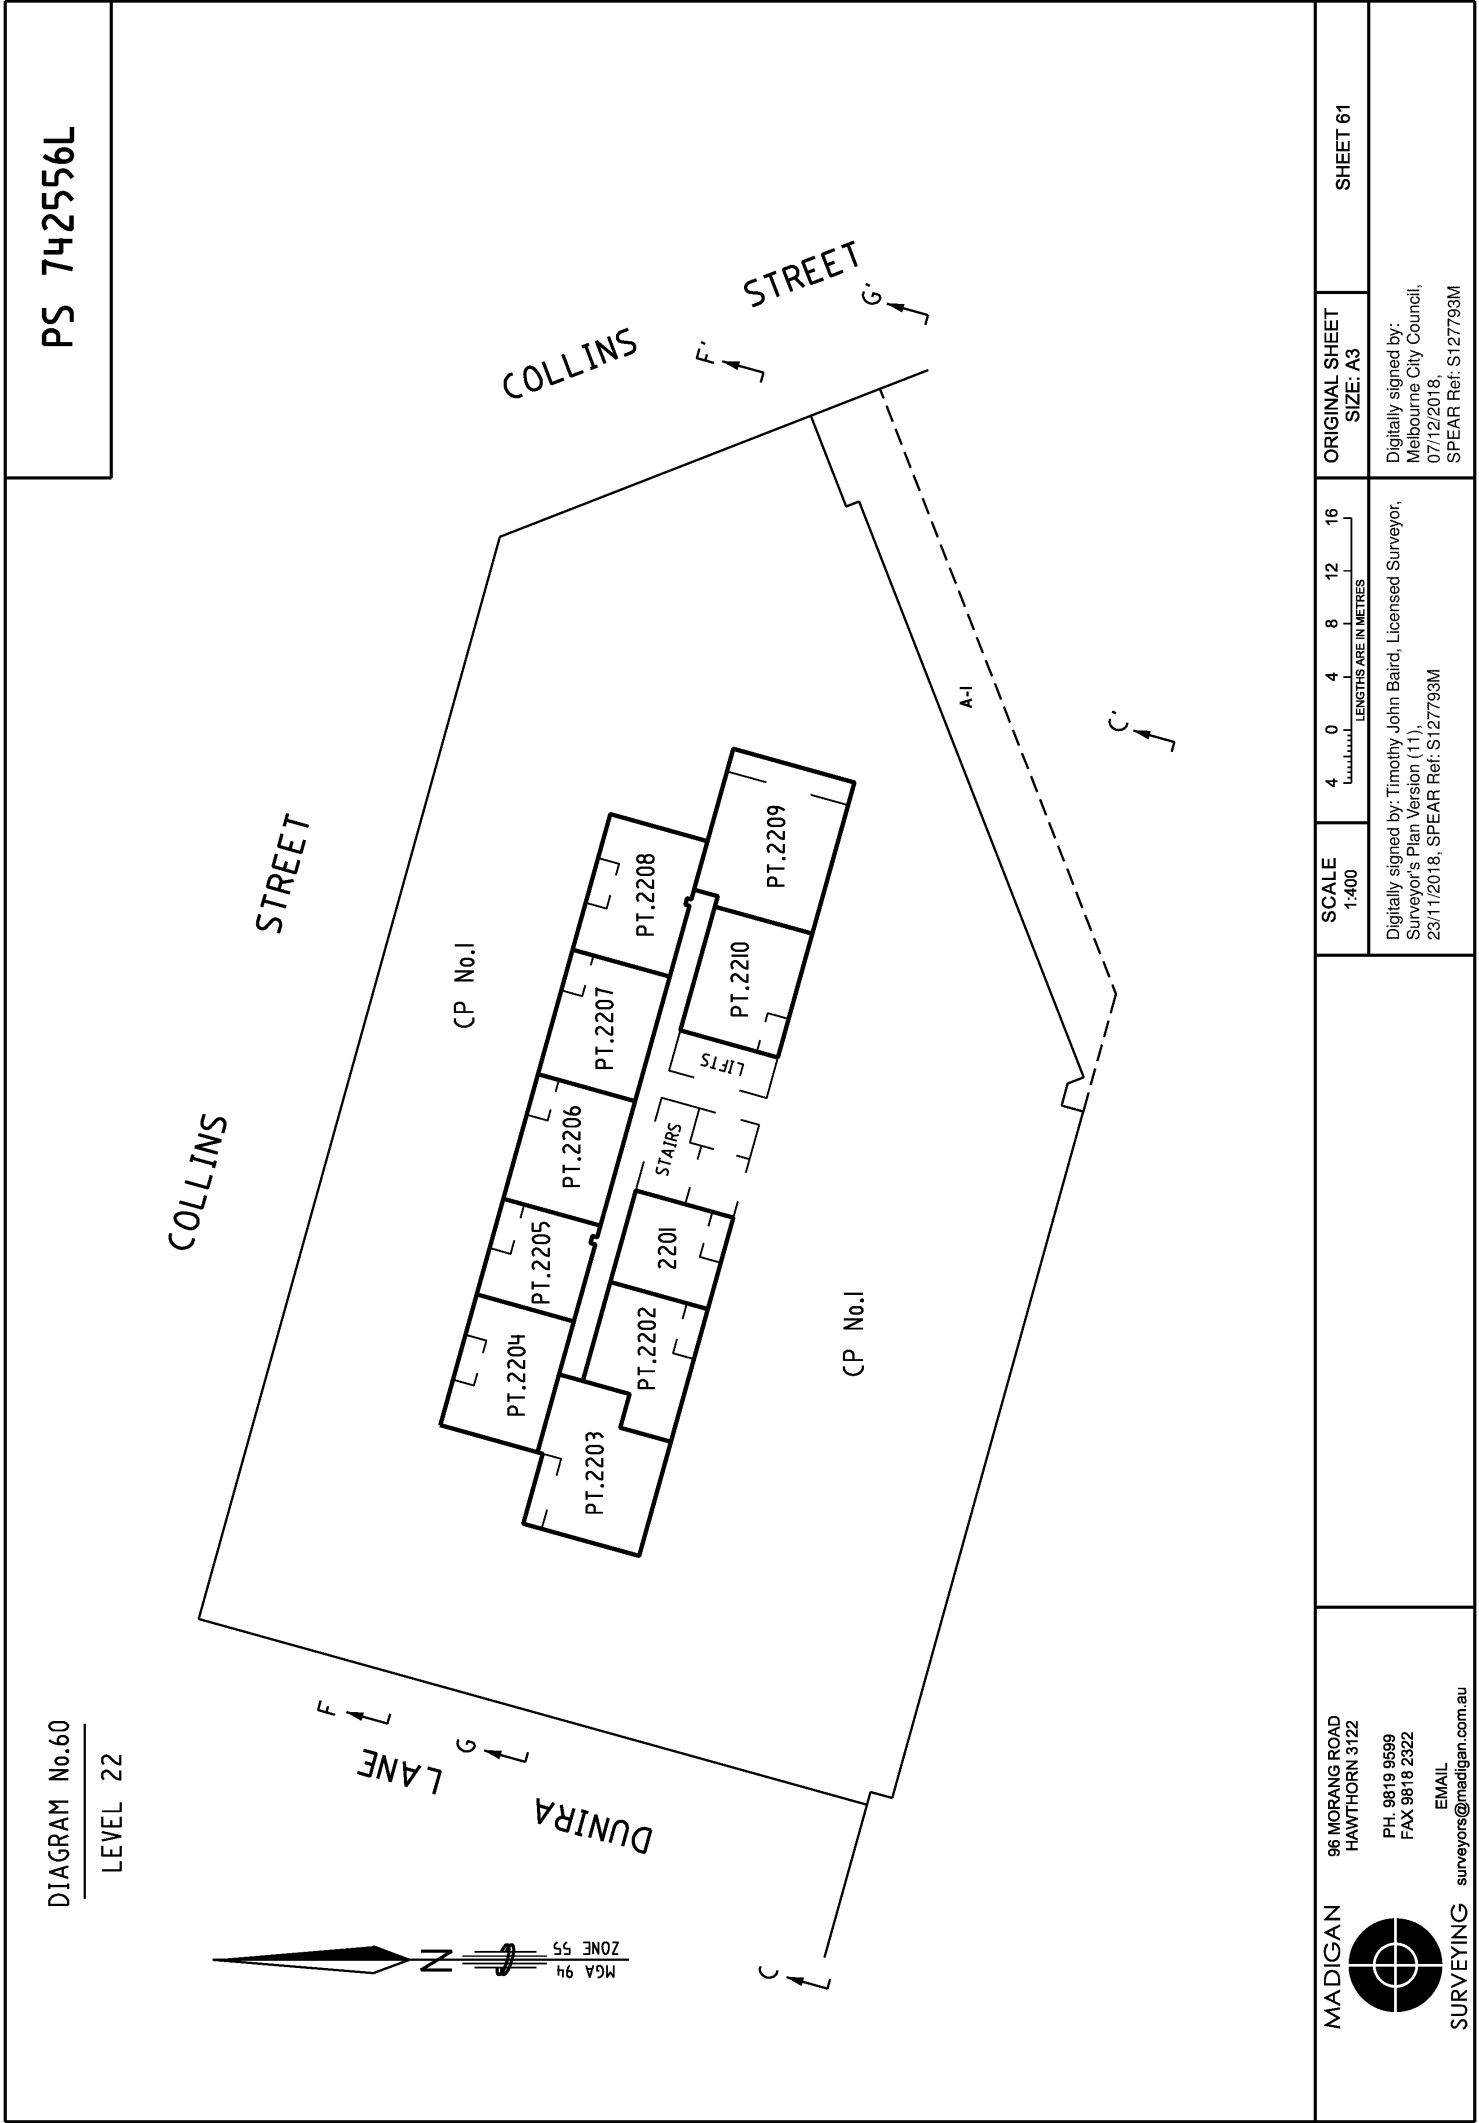 DIAGRAM No.60
LEVEL 22
PS 742556L
COLLINS
STREET
COLLINS
STREET
DUNIRA
LANE
MGA 94
ZONE 55
N
F
G
C
F'
G'
C'
CP No.1
PT.2204
PT.2205
PT.2206
PT.2207
PT.2208
PT.2203
PT.2202
2201
STAIRS
LIFTS
PT.2210
PT.2209
CP No.1
A-1
MADIGAN
SURVEYING
96 MORANG ROAD
HAWTHORN 3122
PH. 9819 9599
FAX 9818 2322
EMAIL
surveyors@madigan.com.au
SCALE
1:400
4 0 4 8 12 16
LENGTHS ARE IN METRES
ORIGINAL SHEET
SIZE: A3
SHEET 61
Digitally signed by: Timothy John Baird, Licensed Surveyor,
Surveyor's Plan Version (11),
23/11/2018, SPEAR Ref: S127793M
Digitally signed by:
Melbourne City Council,
07/12/2018,
SPEAR Ref: S127793M